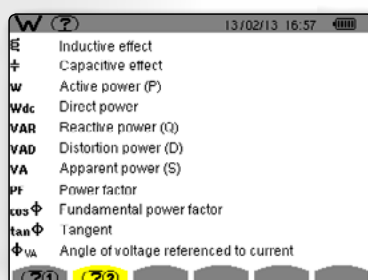 W ? 13/02/13 16:57
Inductive effect
Capacitive effect
W Active power (P)
Wdc Direct power
VAR Reactive power (Q)
VAD Distortion power (D)
VA Apparent power (S)
PF Power factor
cos Φ Fundamental power factor
tan Φ Tangent
Φ VA Angle of voltage referenced to current
?1 ?2